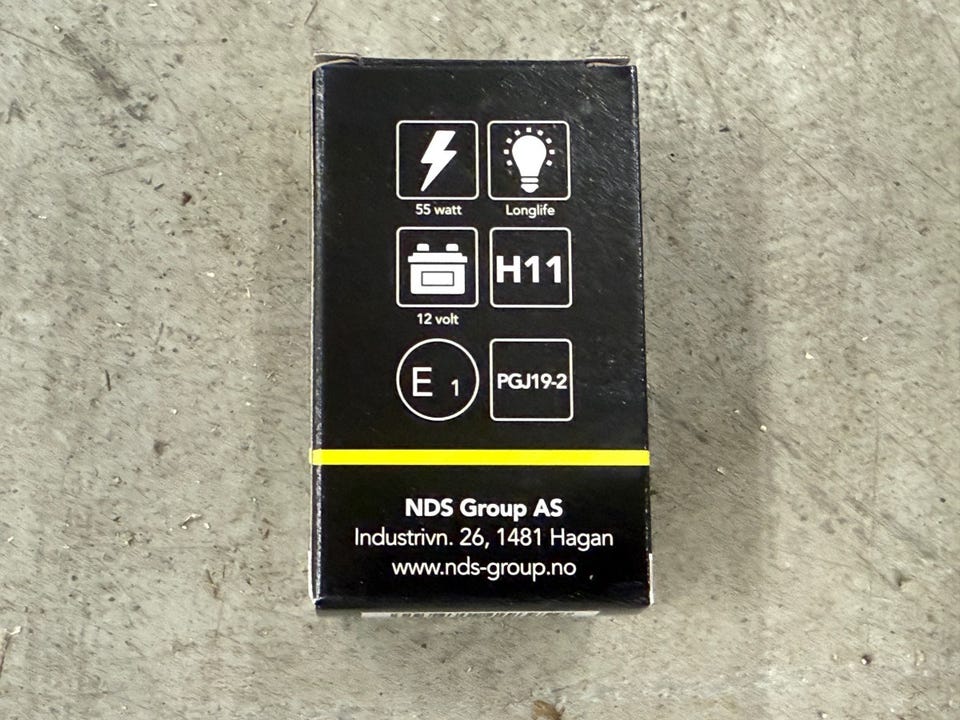 55 watt
Longlife
H11
12 volt
E 1
PGJ19-2
NDS Group AS
Industrivn. 26, 1481 Hagan
www.nds-group.no